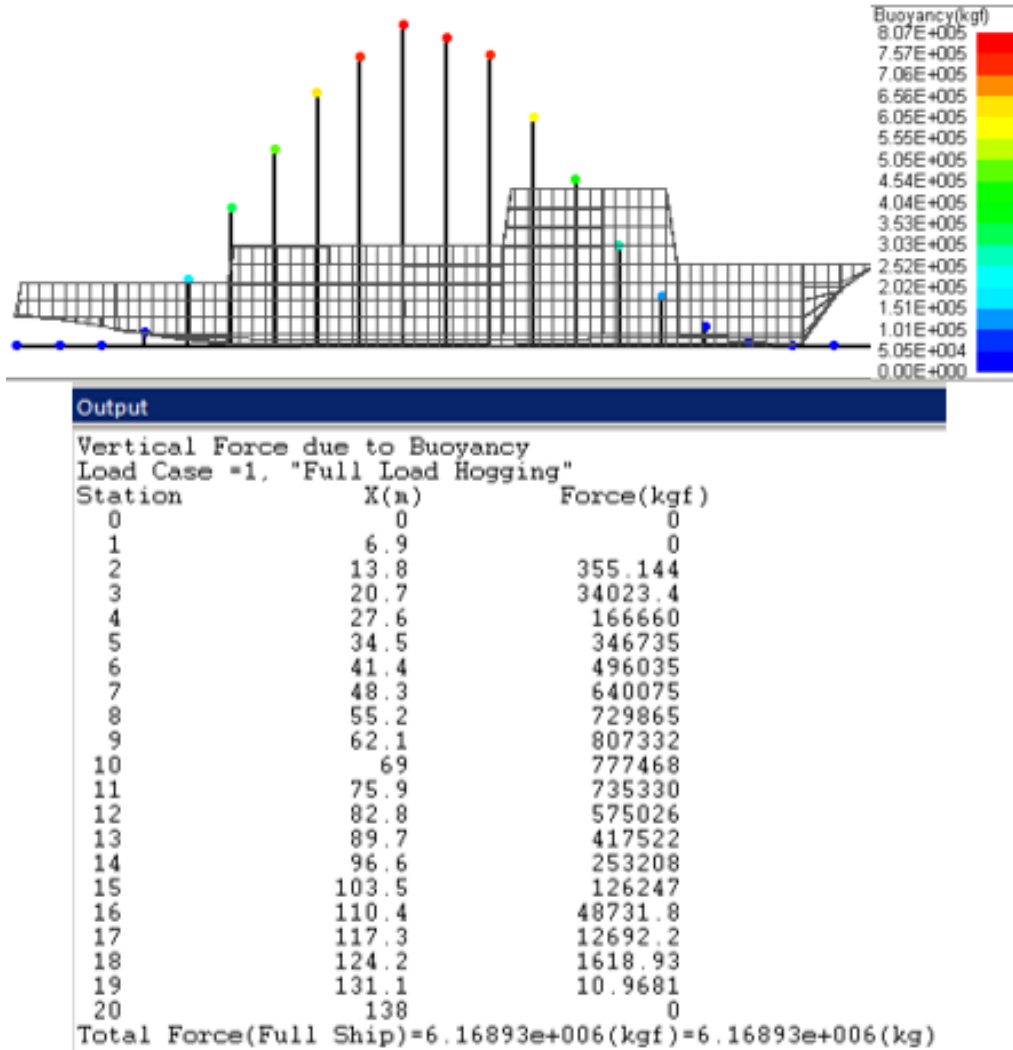 Buoyancy(kgf)
8.07E+005
7.57E+005
7.06E+005
6.56E+005
6.05E+005
5.55E+005
5.05E+005
4.54E+005
4.04E+005
3.53E+005
3.03E+005
2.52E+005
2.02E+005
1.51E+005
1.01E+005
5.05E+004
0.00E+000
Output
Vertical Force due to Buoyancy
Load Case =1, "Full Load Hogging"
Station X(m) Force(kgf)
0 0 0
1 6.9 0
2 13.8 355.144
3 20.7 34023.4
4 27.6 166660
5 34.5 346735
6 41.4 496035
7 48.3 640075
8 55.2 729865
9 62.1 807332
10 69 777468
11 75.9 735330
12 82.8 575026
13 89.7 417522
14 96.6 253208
15 103.5 126247
16 110.4 48731.8
17 117.3 12692.2
18 124.2 1618.93
19 131.1 10.9681
20 138 0
Total Force(Full Ship)=6.16893e+006(kgf)=6.16893e+006(kg)